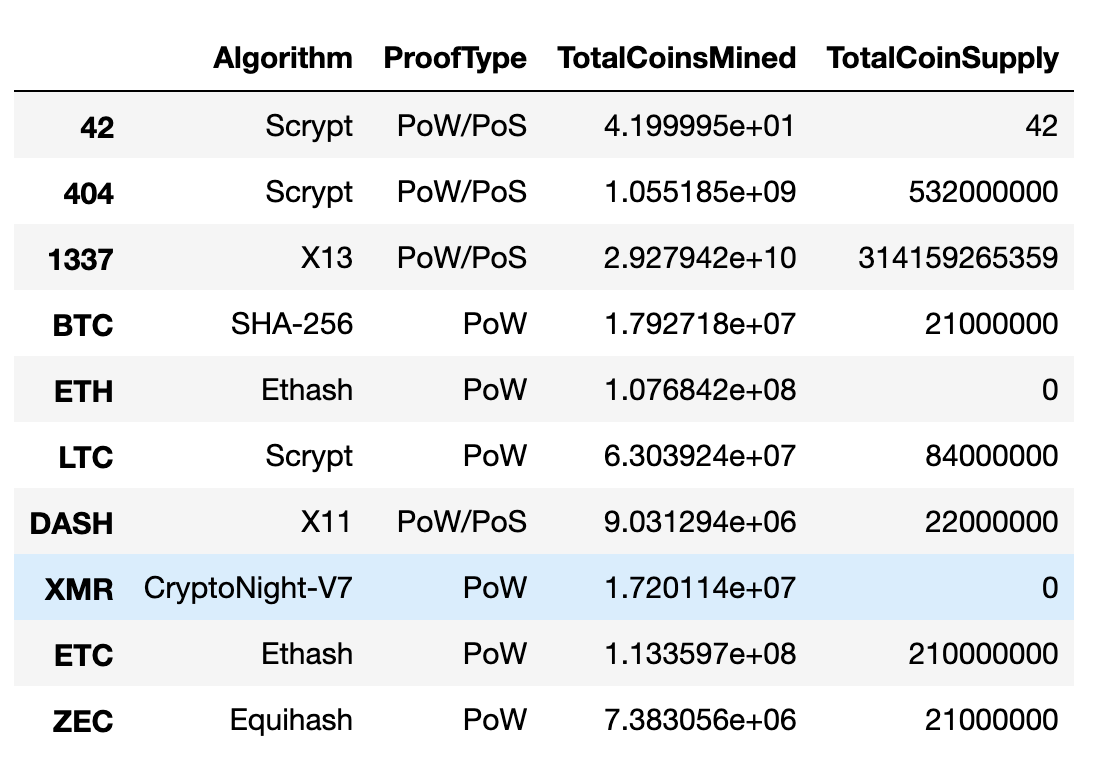 Algorithm ProofType TotalCoinsMined TotalCoinSupply
42 Scrypt PoW/PoS 4.199995e+01 42
404 Scrypt PoW/PoS 1.055185e+09 532000000
1337 X13 PoW/PoS 2.927942e+10 314159265359
BTC SHA-256 PoW 1.792718e+07 21000000
ETH Ethash PoW 1.076842e+08 0
LTC Scrypt PoW 6.303924e+07 84000000
DASH X11 PoW/PoS 9.031294e+06 22000000
XMR CryptoNight-V7 PoW 1.720114e+07 0
ETC Ethash PoW 1.133597e+08 210000000
ZEC Equihash PoW 7.383056e+06 21000000